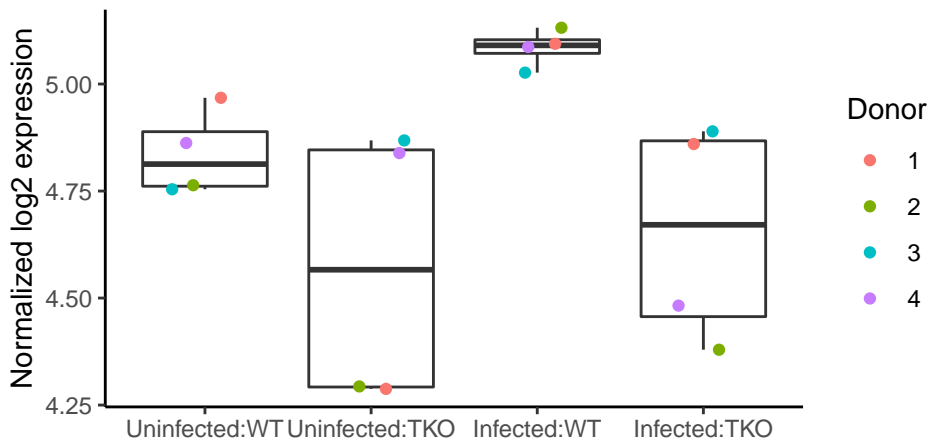 Normalized log2 expression
5.00
4.75
4.50
4.25
Uninfected:WT
Uninfected:TKO
Infected:WT
Infected:TKO
Donor
1
2
3
4